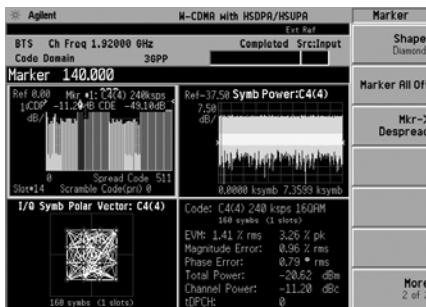 Agilent W-CDMA with HSDPA/HSUPA Marker
Ext Ref
BTS Ch Freq 1.92000 GHz Completed Src:Input
Code Domain 3GPP
Shape
Diamond
Marker 140.000
Marker All Off
Mkr->
Despread
More
2 of
Ref 0.00 Mkr #1: C4(4) 240ksps
CDP -11.20dB CDE -49.10dB
dB/
0 Spread Code 511
Slot#14 Scramble Code(pri) 0
Ref-37.50 Symb Power:C4(4)
7.50
dB/
0.0000 ksymb 7.3599 ksymb
I/Q Symb Polar Vector: C4(4)
160 symbs (1 slots)
Code: C4(4) 240 ksps 16QAM
160 symbs (1 slots)
EVM: 1.41 % rms 3.26 % pk
Magnitude Error: 0.96 % rms
Phase Error: 0.79 ° rms
Total Power: -20.62 dBm
Channel Power: -11.20 dBc
tDPCH: 0